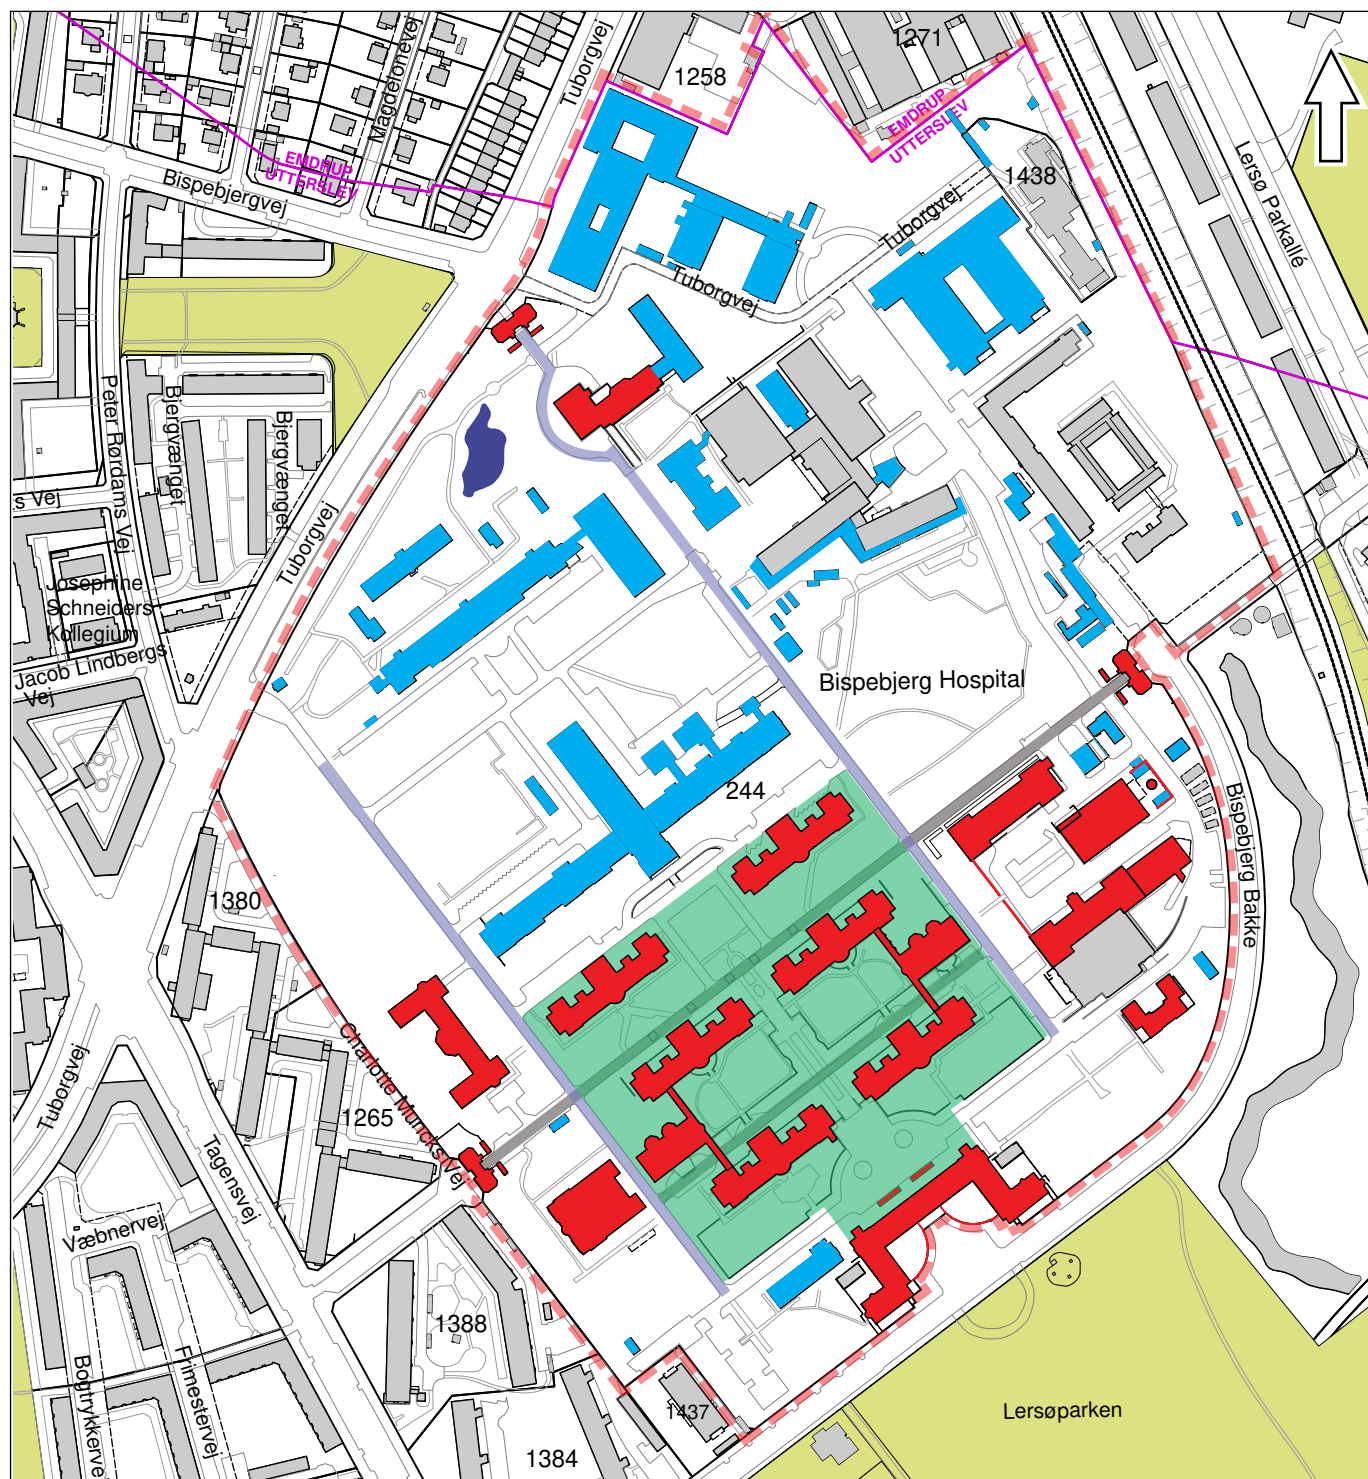 Tuborgvej
1258
1271
Magdelonevej
EMDRUP
UTTERSLEV
EMDRUP
UTTERSLEV
Bispebjergvej
1438
Lersø Parkallé
Tuborgvej
Tuborgvej
Peter Rørdams Vej
Bjergvænget
Bjergvænget
s Vej
Tuborgvej
Josephine
Schneiders
Kollegium
Jacob Lindbergs
Vej
Bispebjerg Hospital
244
Bispebjerg Bakke
1380
Charlotte Muncks Vej
Tuborgvej
1265
Tagensvej
Væbnervej
1388
Frimestervej
Bogtrykkerve
1437
Lersøparken
1384